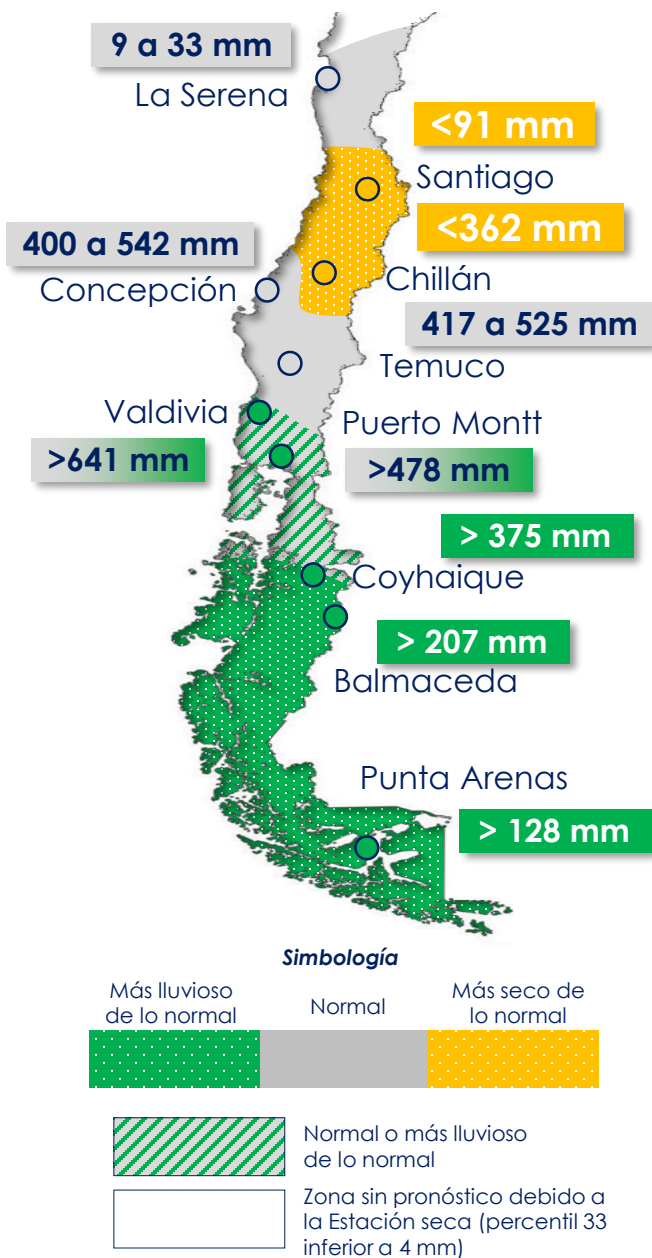 9 a 33 mm
La Serena
<91 mm
Santiago
<362 mm
400 a 542 mm
Concepción
Chillán
417 a 525 mm
Temuco
Valdivia
Puerto Montt
>641 mm
>478 mm
> 375 mm
Coyhaique
> 207 mm
Balmaceda
Punta Arenas
> 128 mm
Simbología
Más lluvioso
de lo normal
Normal
Más seco de
lo normal
Normal o más lluvioso
de lo normal
Zona sin pronóstico debido a
la Estación seca (percentil 33
inferior a 4 mm)